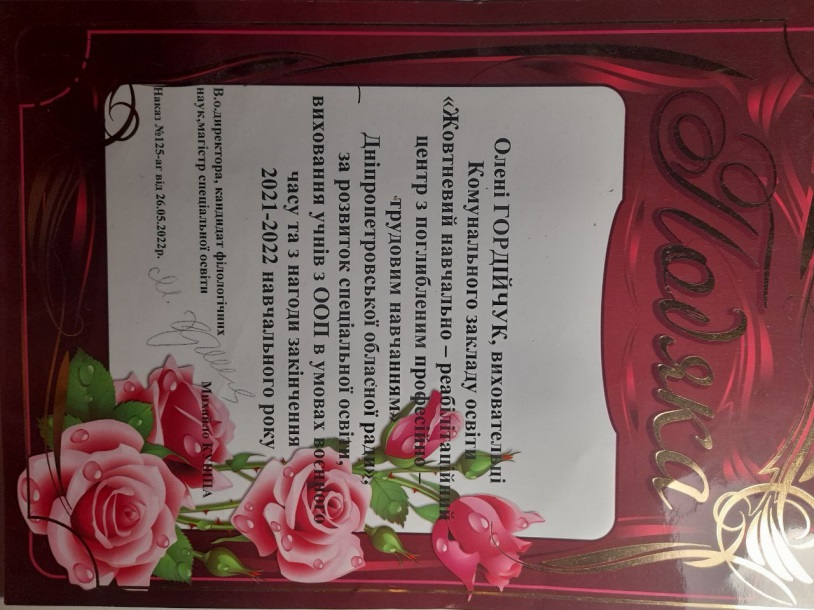 Подяка
Олені ГОРДІЙЧУК, вихователькі
Комунального закладу освіти
«Жовтневий навчально – реабілітаційний
центр з поглибленим професійно –
трудовим навчанням»
Дніпропетровської обласної ради»,
за розвиток спеціальної освіти,
виховання учнів з ООП в умовах воєнного
часу та з нагоди закінчення
2021-2022 навчального року
В.о.директора, кандидат філологічних
наук,магістр спеціальної освіти
Михайло
Наказ №125-аг від 26.05.2022р.